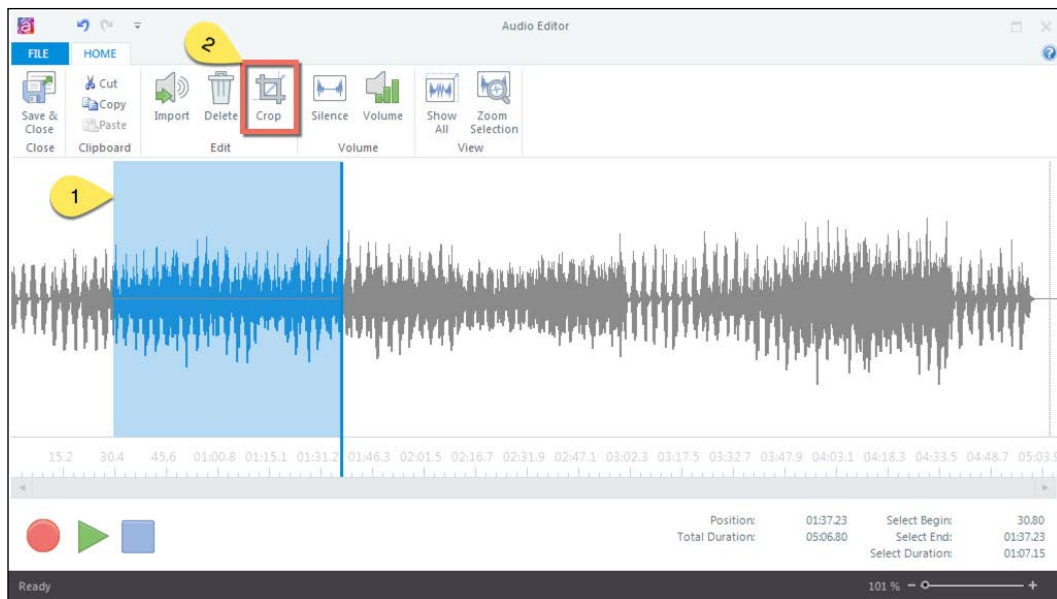 Audio Editor
FILE HOME
2
Save & Close
Cut
Copy
Paste
Import Delete Crop Silence Volume Show All Zoom Selection
Close Clipboard Edit Volume View
1
15.2 30.4 45.6 01:00.8 01:15.1 01:31.2 01:46.3 02:01.5 02:16.7 02:31.9 02:47.1 03:02.3 03:17.5 03:32.7 03:47.9 04:03.1 04:18.3 04:33.5 04:48.7 05:03.9
Position: 01:37.23 Select Begin: 30.80
Total Duration: 05:06.80 Select End: 01:37.23
Select Duration: 01:07.15
Ready 101 %